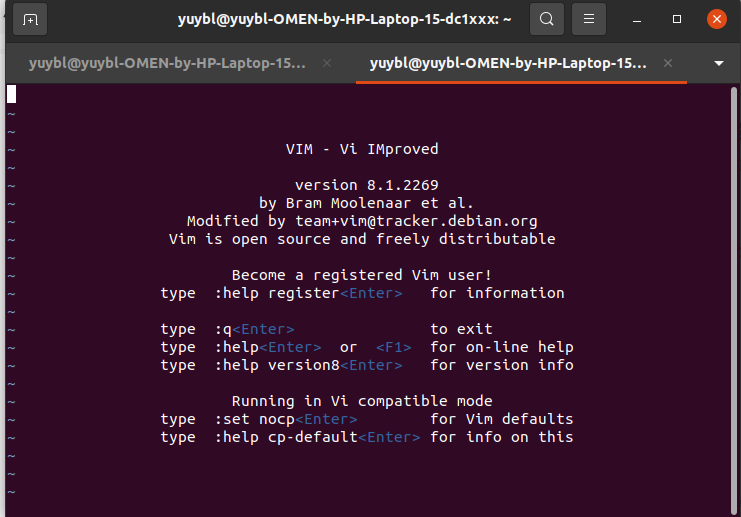 yuybl@yuybl-OMEN-by-HP-Laptop-15-dc1xxx: ~
yuybl@yuybl-OMEN-by-HP-Laptop-15… × yuybl@yuybl-OMEN-by-HP-Laptop-15… ×
~
~
~ VIM - Vi IMproved
~
~ version 8.1.2269
~ by Bram Moolenaar et al.
~ Modified by team+vim@tracker.debian.org
~ Vim is open source and freely distributable
~
~ Become a registered Vim user!
~ type :help register<Enter> for information
~
~ type :q<Enter> to exit
~ type :help<Enter> or <F1> for on-line help
~ type :help version8<Enter> for version info
~
~ Running in Vi compatible mode
~ type :set nocp<Enter> for Vim defaults
~ type :help cp-default<Enter> for info on this
~
~
~